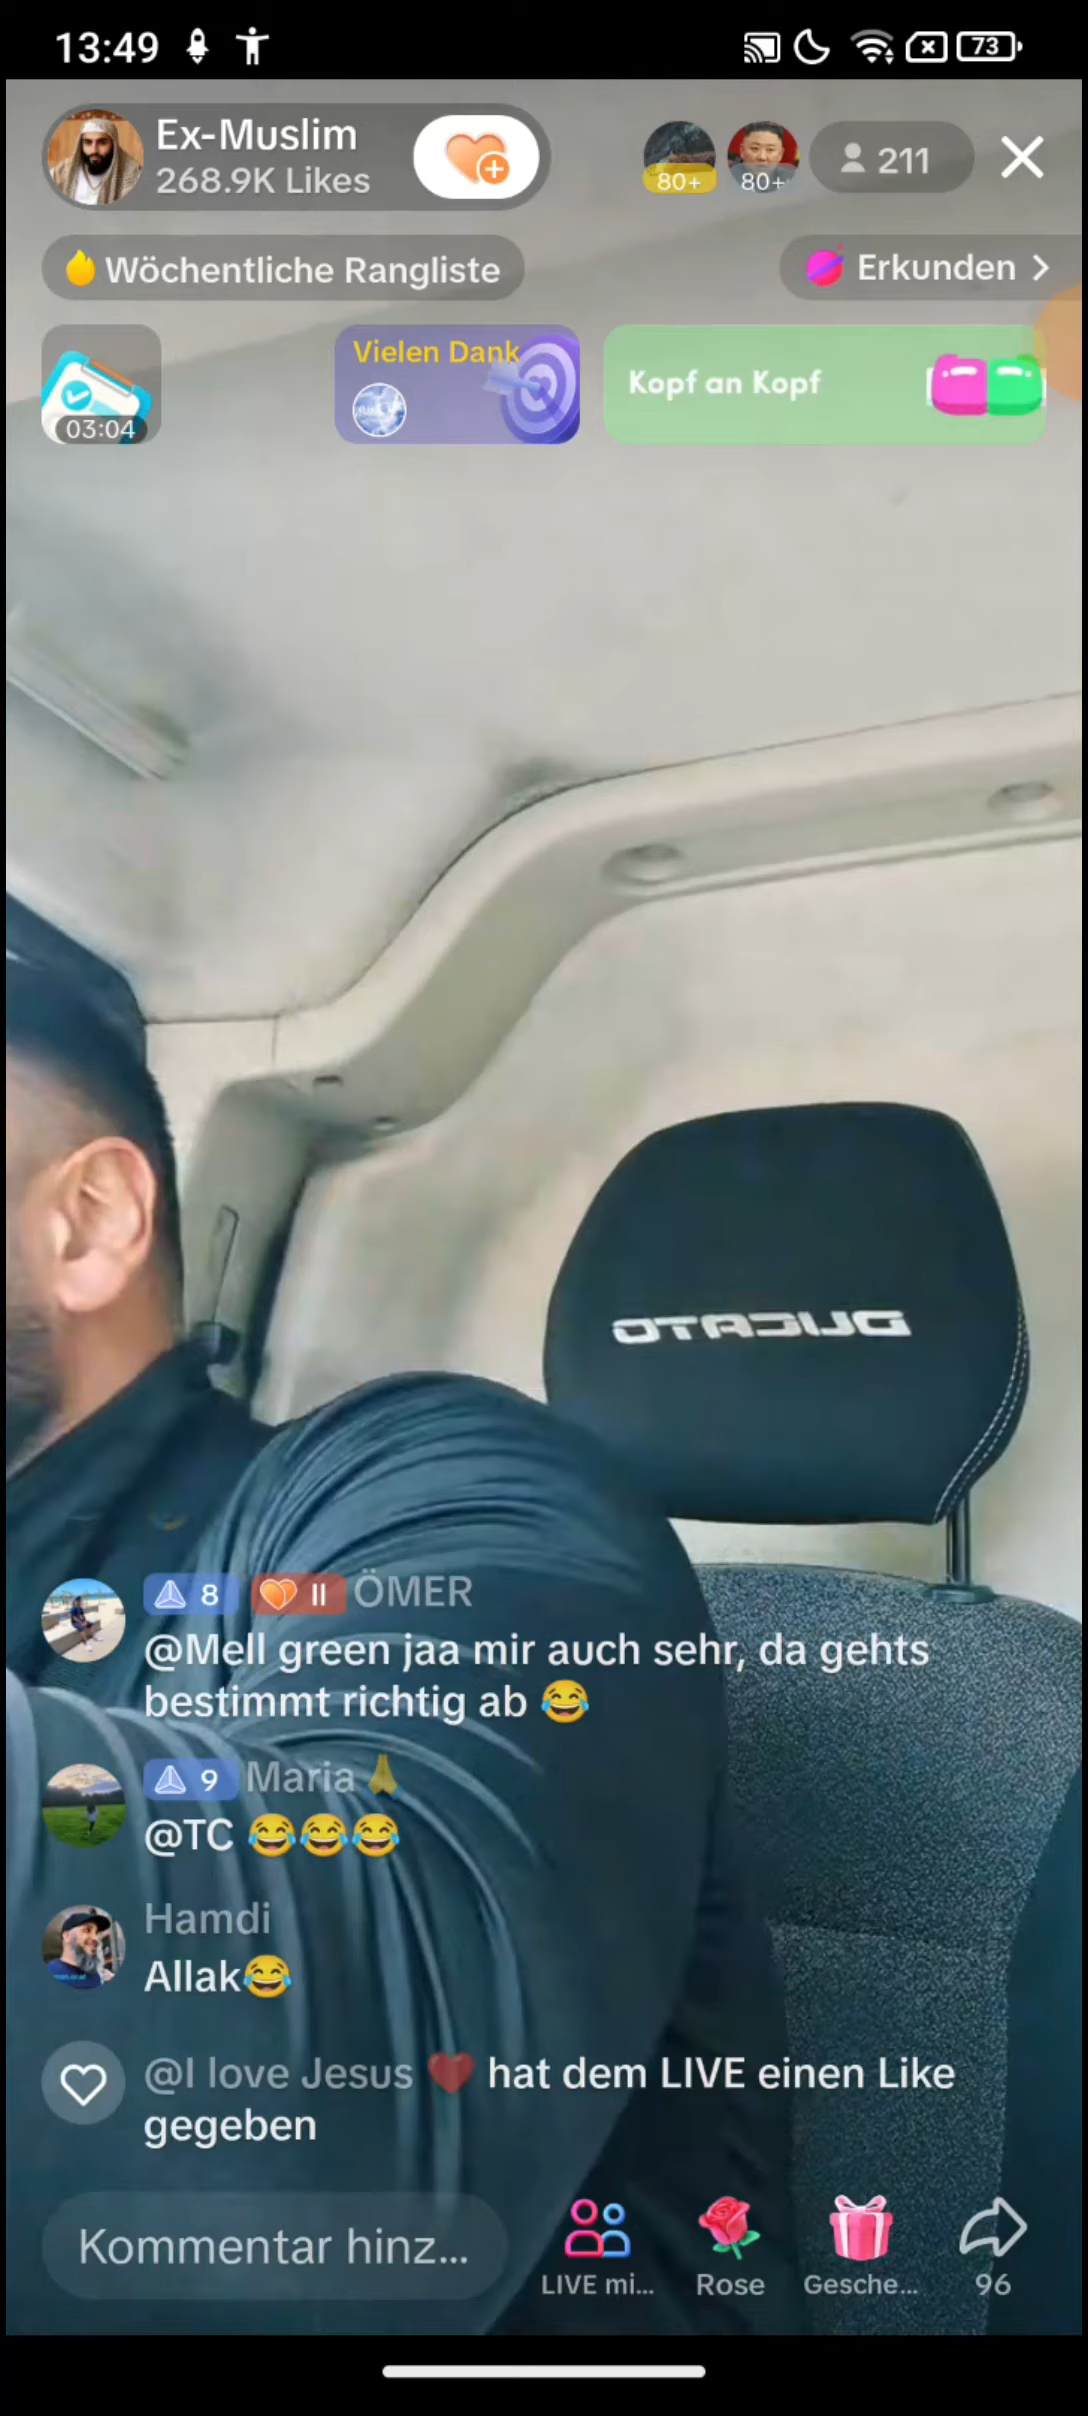 13:49
73
Ex-Muslim
268.9K Likes
80+
80+
211
Wöchentliche Rangliste
Erkunden >
03:04
Vielen Dank
Kopf an Kopf
DUCATO
8 II ÖMER
@Mell green jaa mir auch sehr, da gehts
bestimmt richtig ab 😂
9 Maria🙏
@TC 😂😂😂
Hamdi
Allak😂
@I love Jesus ❤️ hat dem LIVE einen Like
gegeben
Kommentar hinz...
LIVE mi...
Rose
Gesche...
96